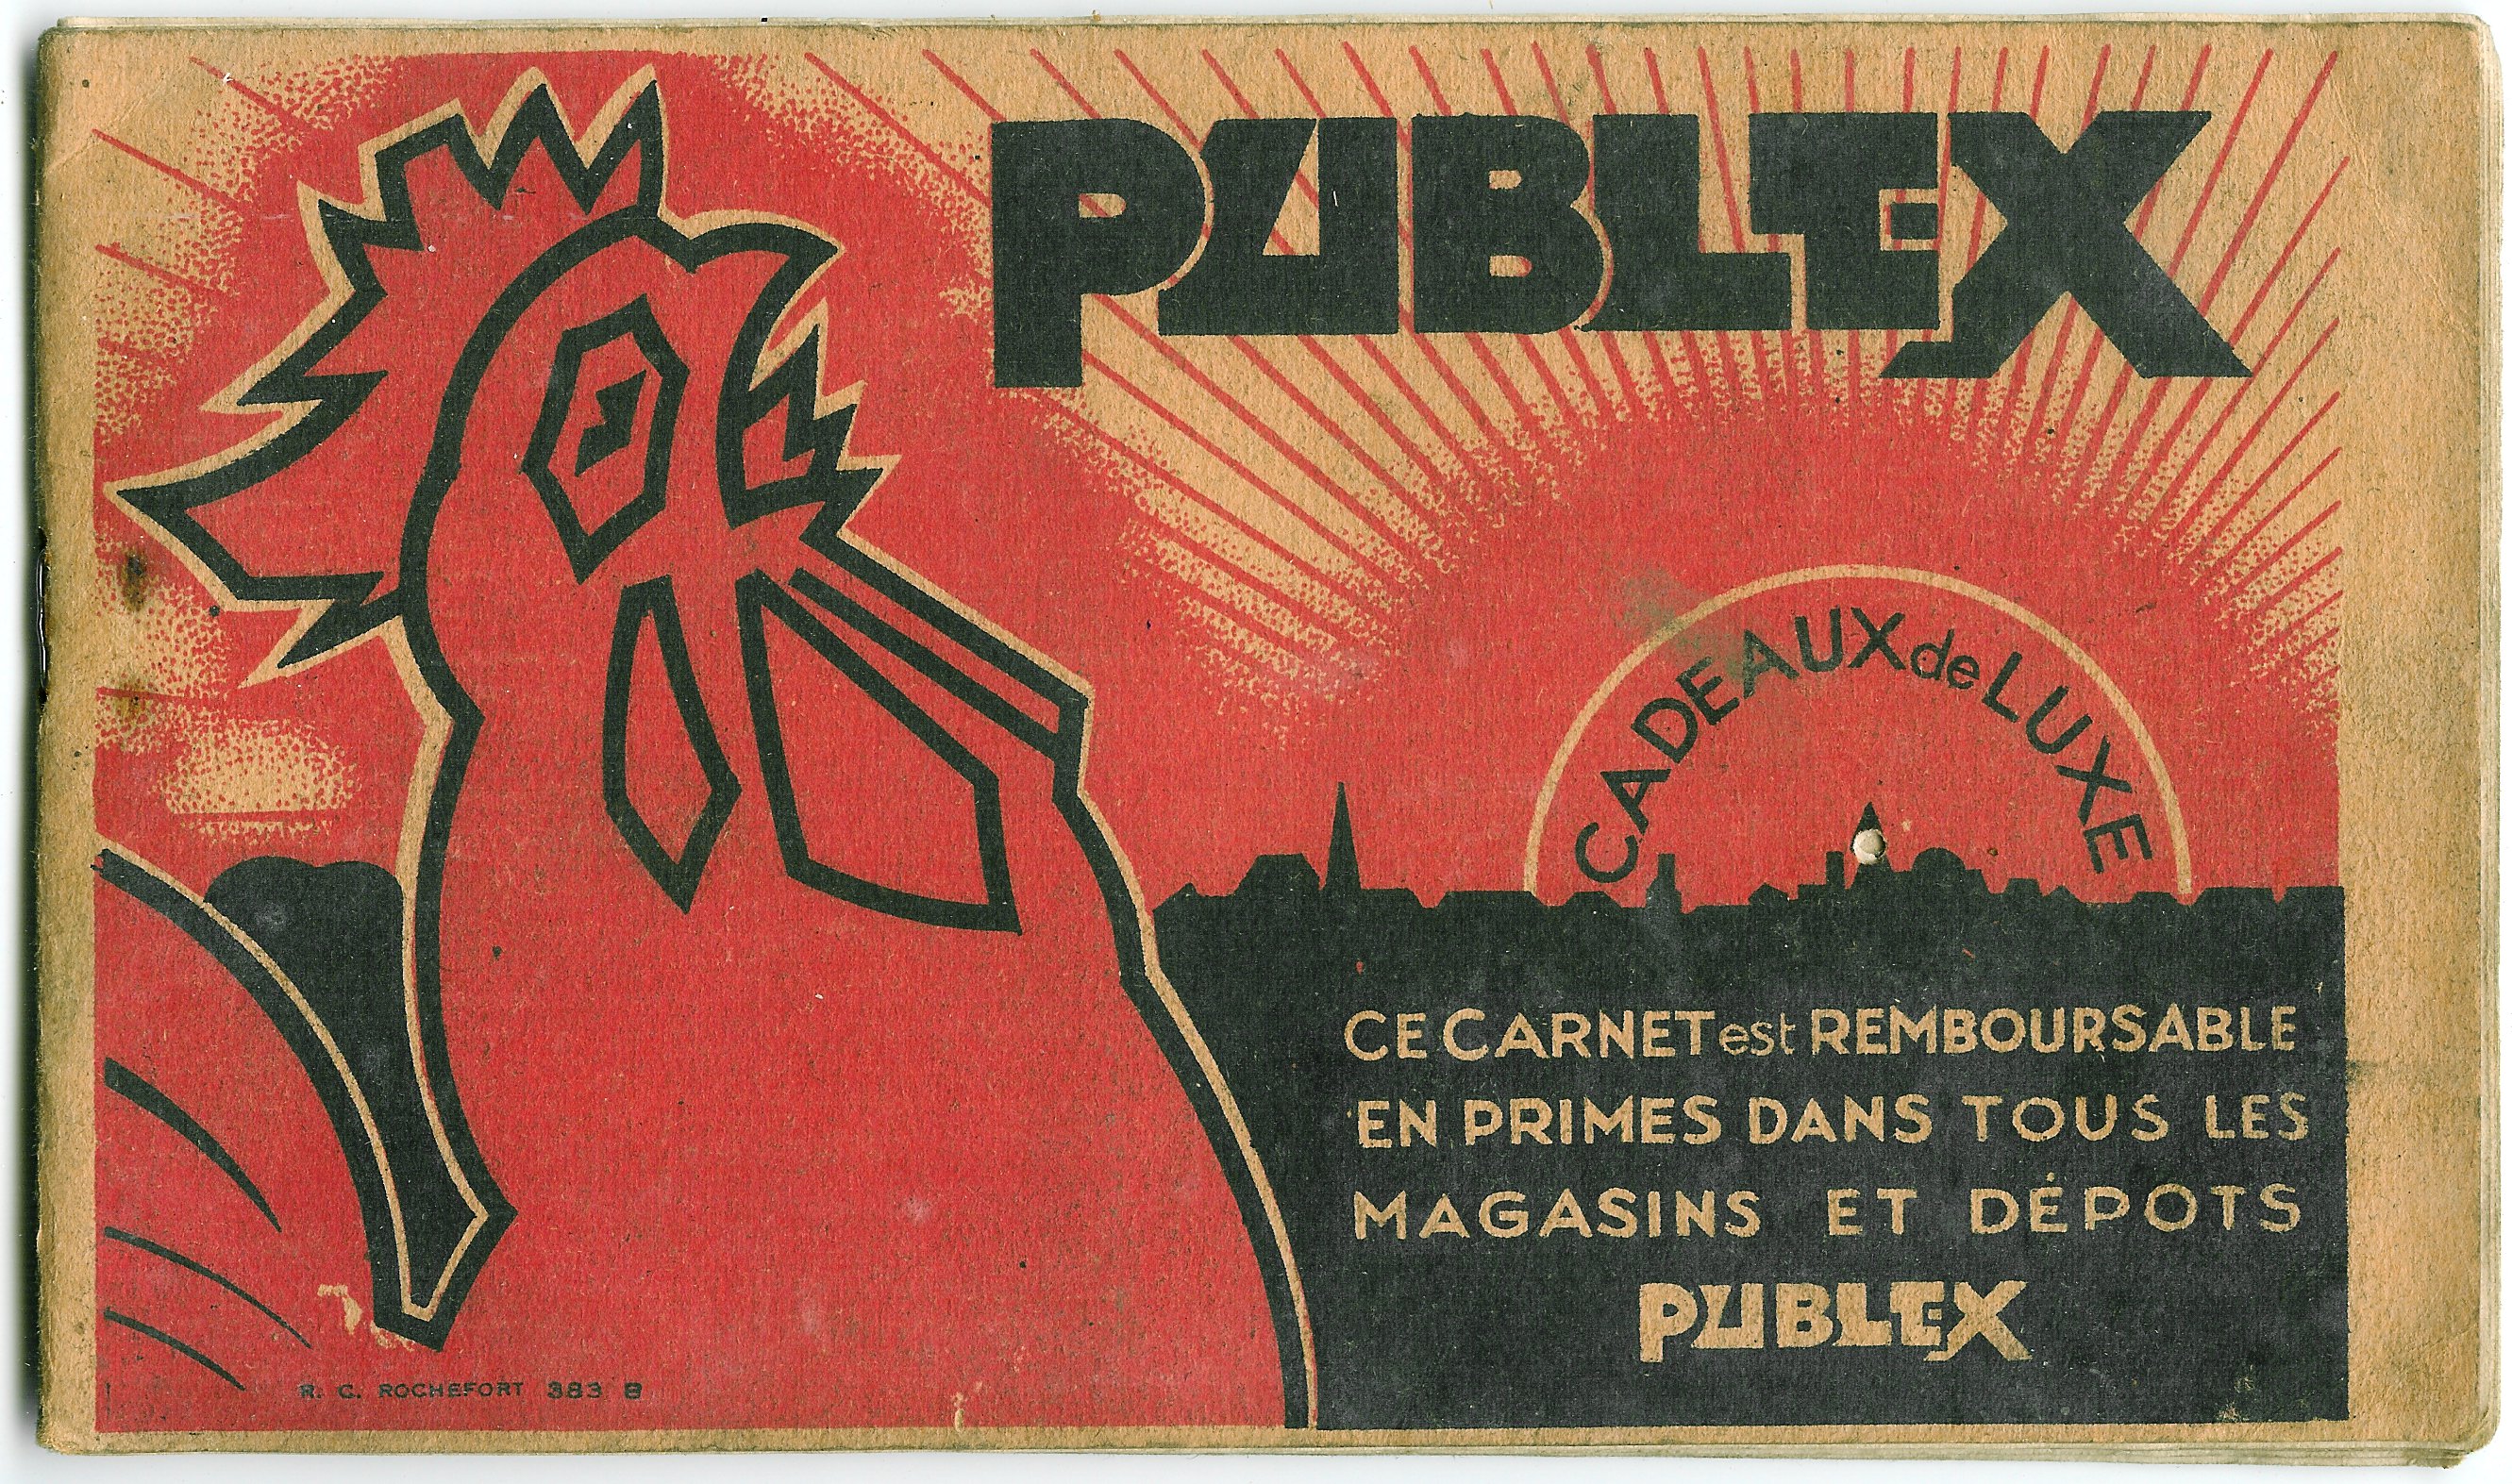 PUBLEX
CADEAUX de LUXE
CE CARNET est REMBOURSABLE
EN PRIMES DANS TOUS LES
MAGASINS ET DÉPOTS
PUBLEX
R. C. ROCHEFORT 383 B